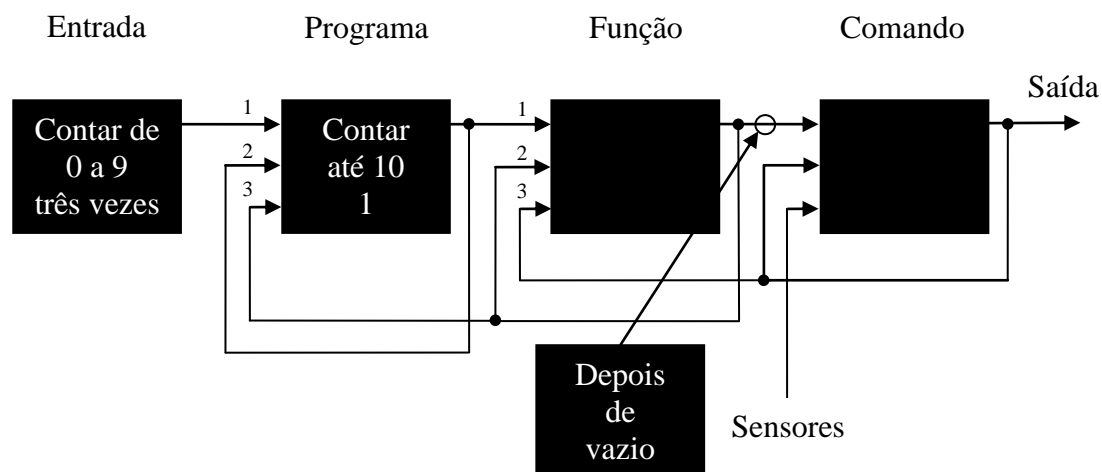 Entrada
Programa
Função
Comando
Saída
1
2
3
1
2
3
Contar de
0 a 9
três vezes
Contar
até 10
1
Depois
de
vazio
Sensores